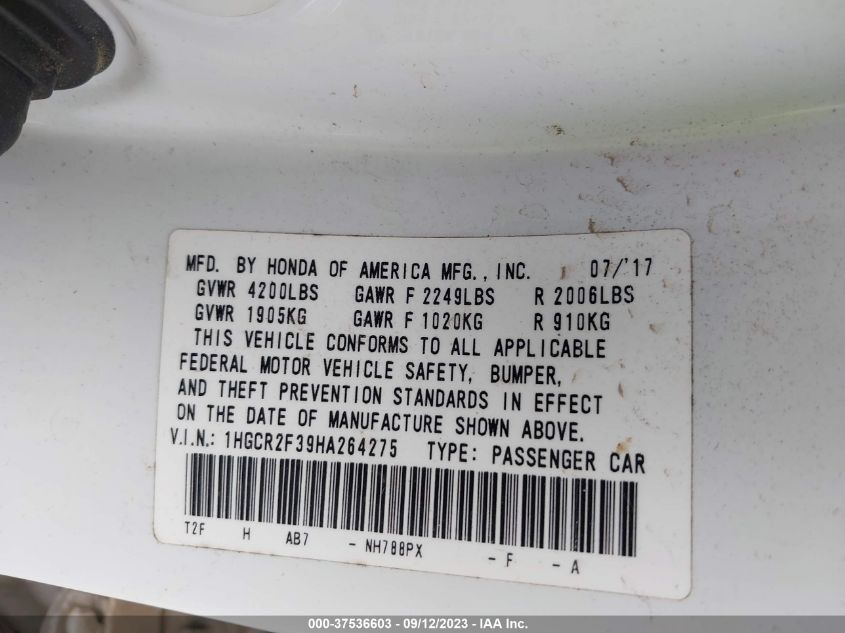 MFD. BY HONDA OF AMERICA MFG., INC. 07/'17
GVWR 4200LBS GAWR F 2249LBS R 2006LBS
GVWR 1905KG GAWR F 1020KG R 910KG
THIS VEHICLE CONFORMS TO ALL APPLICABLE
FEDERAL MOTOR VEHICLE SAFETY, BUMPER,
AND THEFT PREVENTION STANDARDS IN EFFECT
ON THE DATE OF MANUFACTURE SHOWN ABOVE.
V.I.N.: 1HGCR2F39HA264275 TYPE: PASSENGER CAR
T2F H AB7 - NH788PX - F - A
000-37536603 - 09/12/2023 - IAA Inc.